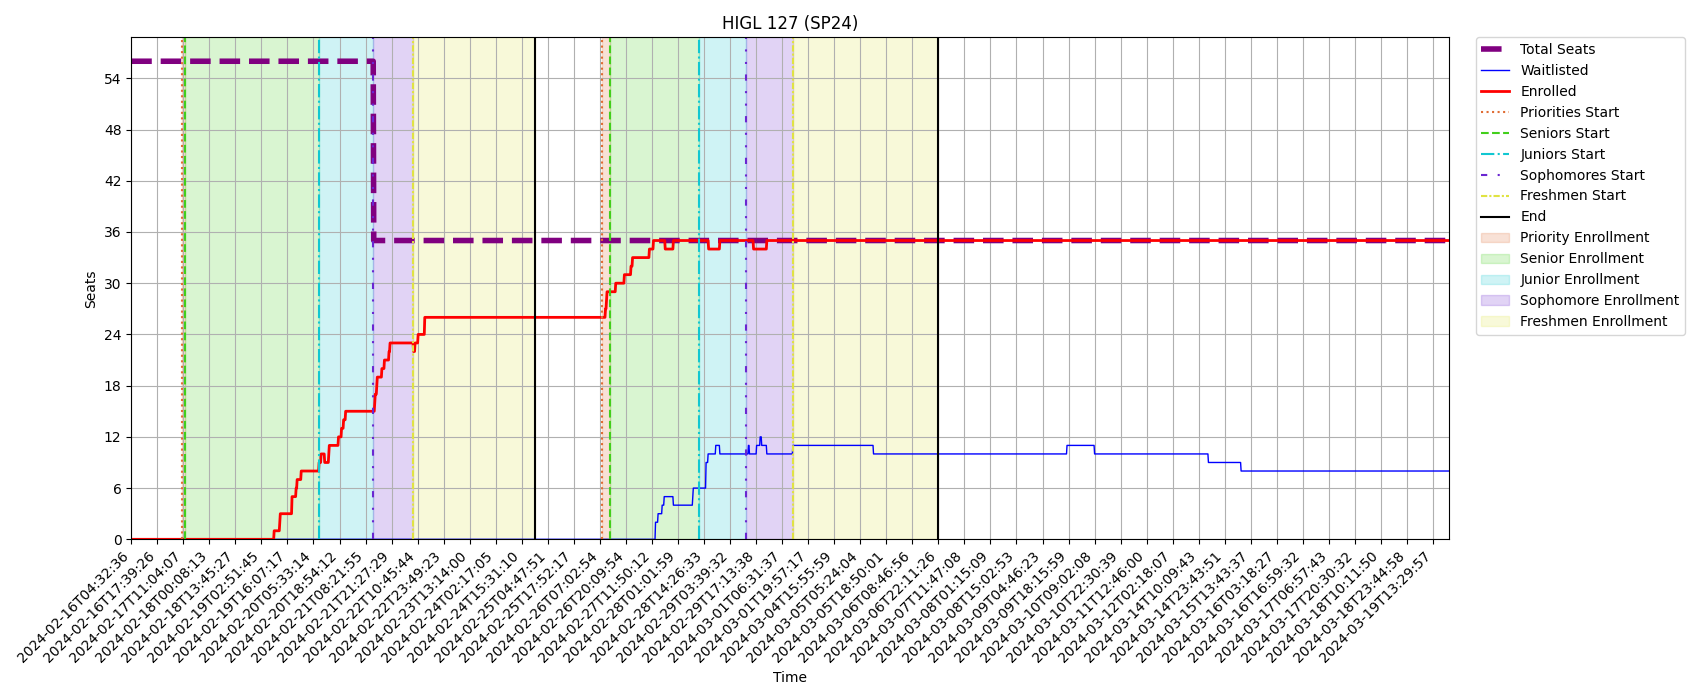 HIGL 127 (SP24)
Seats
54
48
42
36
30
24
18
12
6
0
2024-02-16T04:32:36
2024-02-16T17:39:26
2024-02-17T11:04:07
2024-02-18T00:08:13
2024-02-18T13:45:27
2024-02-19T02:51:45
2024-02-19T16:07:17
2024-02-20T05:33:14
2024-02-20T18:54:12
2024-02-21T08:21:55
2024-02-21T21:27:29
2024-02-22T10:45:44
2024-02-22T23:49:23
2024-02-23T13:14:00
2024-02-24T02:17:05
2024-02-24T15:31:10
2024-02-25T04:47:51
2024-02-25T17:52:17
2024-02-26T07:02:54
2024-02-26T20:09:54
2024-02-27T11:50:12
2024-02-28T01:01:59
2024-02-28T14:26:33
2024-02-29T03:39:32
2024-02-29T17:13:38
2024-03-01T06:31:37
2024-03-01T19:57:17
2024-03-04T15:55:59
2024-03-05T05:24:04
2024-03-05T18:50:01
2024-03-06T08:46:56
2024-03-06T22:11:26
2024-03-07T11:47:08
2024-03-08T01:15:09
2024-03-08T15:02:53
2024-03-09T04:46:23
2024-03-09T18:15:59
2024-03-10T09:02:08
2024-03-10T22:30:39
2024-03-11T12:46:00
2024-03-12T02:18:07
2024-03-14T10:09:43
2024-03-14T23:43:51
2024-03-15T13:43:37
2024-03-16T03:18:27
2024-03-16T16:59:32
2024-03-17T06:57:43
2024-03-17T20:30:32
2024-03-18T10:11:50
2024-03-18T23:44:58
2024-03-19T13:29:57
Time
Total Seats
Waitlisted
Enrolled
Priorities Start
Seniors Start
Juniors Start
Sophomores Start
Freshmen Start
End
Priority Enrollment
Senior Enrollment
Junior Enrollment
Sophomore Enrollment
Freshmen Enrollment